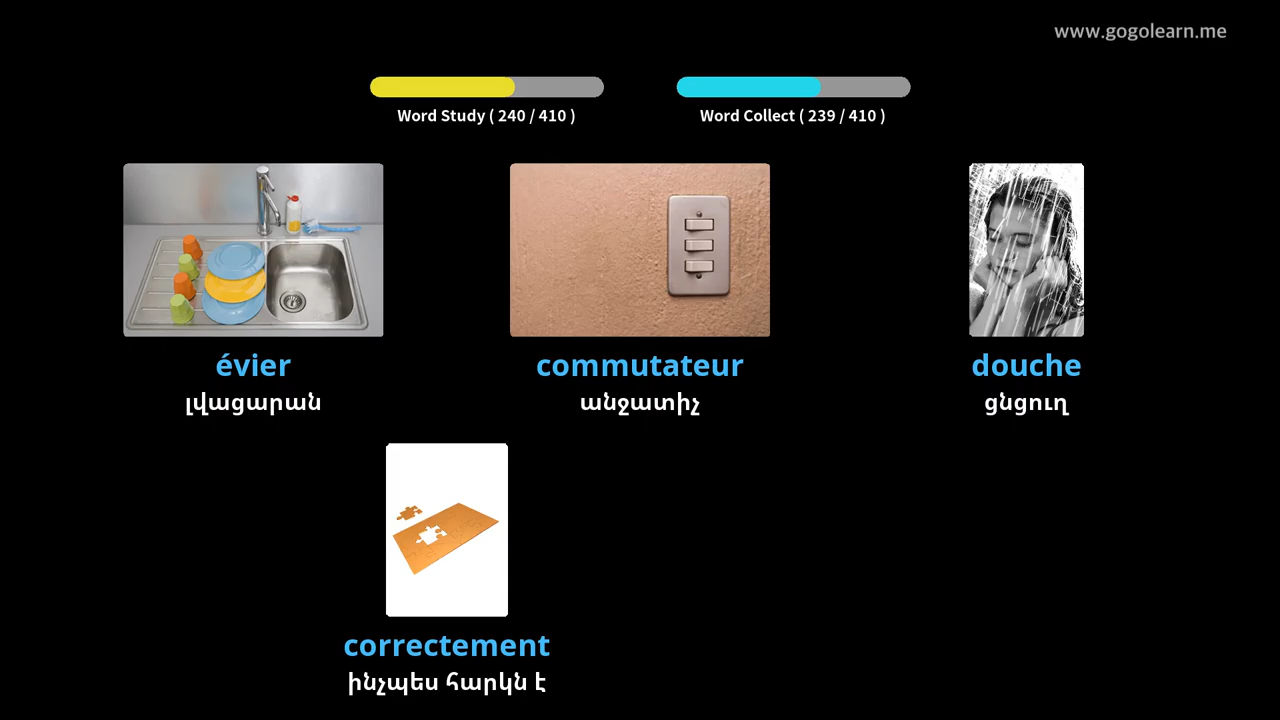 www.gogolearn.me
Word Study ( 240 / 410 )
Word Collect ( 239 / 410 )
évier
լվացարան
commutateur
անջատիչ
douche
ցնցուղ
correctement
ինչպես հարկն է